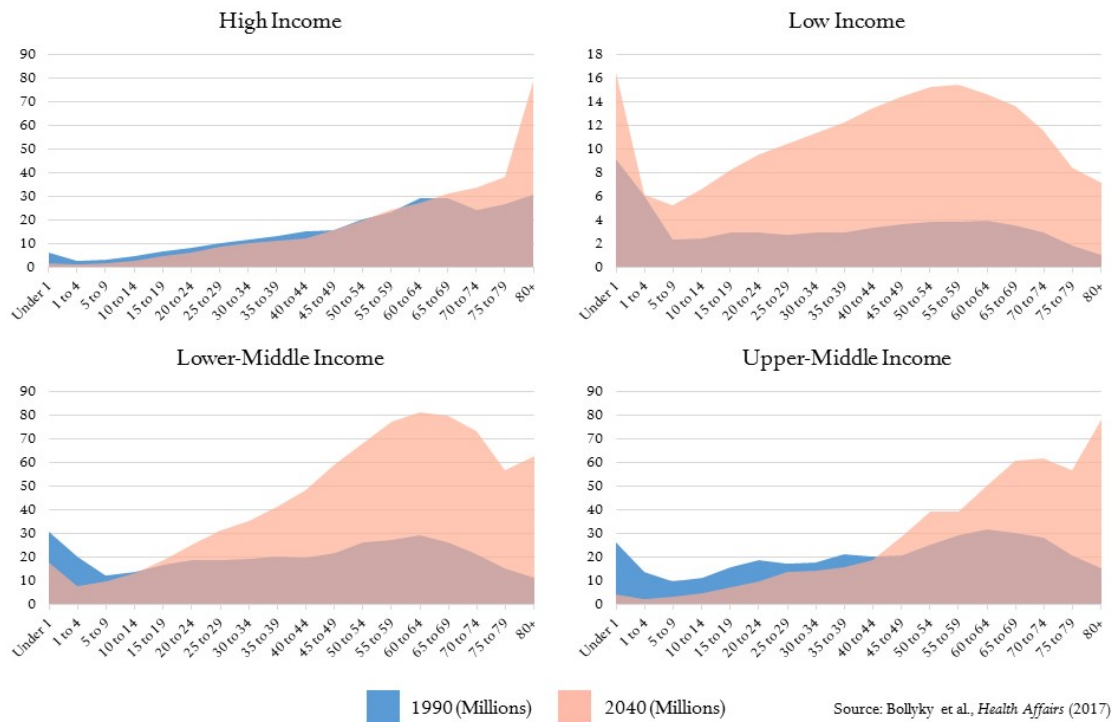 High Income
90
80
70
60
50
40
30
20
10
0
Under 1
1 to 4
5 to 9
10 to 14
15 to 19
20 to 24
25 to 29
30 to 34
35 to 39
40 to 44
45 to 49
50 to 54
55 to 59
60 to 64
65 to 69
70 to 74
75 to 79
80+
Low Income
18
16
14
12
10
8
6
4
2
0
Under 1
1 to 4
5 to 9
10 to 14
15 to 19
20 to 24
25 to 29
30 to 34
35 to 39
40 to 44
45 to 49
50 to 54
55 to 59
60 to 64
65 to 69
70 to 74
75 to 79
80+
Lower-Middle Income
90
80
70
60
50
40
30
20
10
0
Under 1
1 to 4
5 to 9
10 to 14
15 to 19
20 to 24
25 to 29
30 to 34
35 to 39
40 to 44
45 to 49
50 to 54
55 to 59
60 to 64
65 to 69
70 to 74
75 to 79
80+
Upper-Middle Income
90
80
70
60
50
40
30
20
10
0
Under 1
1 to 4
5 to 9
10 to 14
15 to 19
20 to 24
25 to 29
30 to 34
35 to 39
40 to 44
45 to 49
50 to 54
55 to 59
60 to 64
65 to 69
70 to 74
75 to 79
80+
1990 (Millions)
2040 (Millions)
Source: Bollyky et al., Health Affairs (2017)